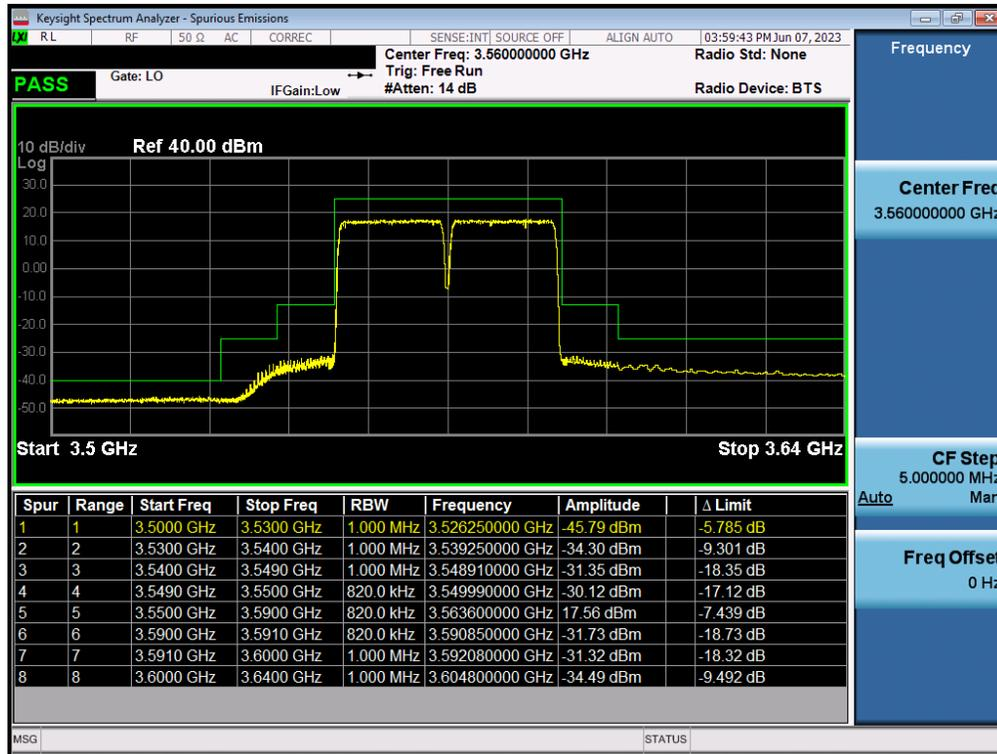 Keysight Spectrum Analyzer - Spurious Emissions
LXI RL RF 50 Ω AC CORREC SENSE:INT SOURCE OFF ALIGN AUTO 03:59:43 PM Jun 07, 2023
Frequency
Center Freq: 3.560000000 GHz Radio Std: None
PASS Gate: LO Trig: Free Run
IFGain:Low #Atten: 14 dB Radio Device: BTS
10 dB/div Ref 40.00 dBm
Log
30.0
20.0
10.0
0.00
-10.0
-20.0
-30.0
-40.0
-50.0
Start 3.5 GHz Stop 3.64 GHz
Center Freq
3.560000000 GHz
CF Step
5.000000 MHz
Auto Man
Freq Offset
0 Hz
Spur Range Start Freq Stop Freq RBW Frequency Amplitude Δ Limit
1 1 3.5000 GHz 3.5300 GHz 1.000 MHz 3.526250000 GHz -45.79 dBm -5.785 dB
2 2 3.5300 GHz 3.5400 GHz 1.000 MHz 3.539250000 GHz -34.30 dBm -9.301 dB
3 3 3.5400 GHz 3.5490 GHz 1.000 MHz 3.548910000 GHz -31.35 dBm -18.35 dB
4 4 3.5490 GHz 3.5500 GHz 820.0 kHz 3.549990000 GHz -30.12 dBm -17.12 dB
5 5 3.5500 GHz 3.5900 GHz 820.0 kHz 3.563600000 GHz 17.56 dBm -7.439 dB
6 6 3.5900 GHz 3.5910 GHz 820.0 kHz 3.590850000 GHz -31.73 dBm -18.73 dB
7 7 3.5910 GHz 3.6000 GHz 1.000 MHz 3.592080000 GHz -31.32 dBm -18.32 dB
8 8 3.6000 GHz 3.6400 GHz 1.000 MHz 3.604800000 GHz -34.49 dBm -9.492 dB
MSG STATUS